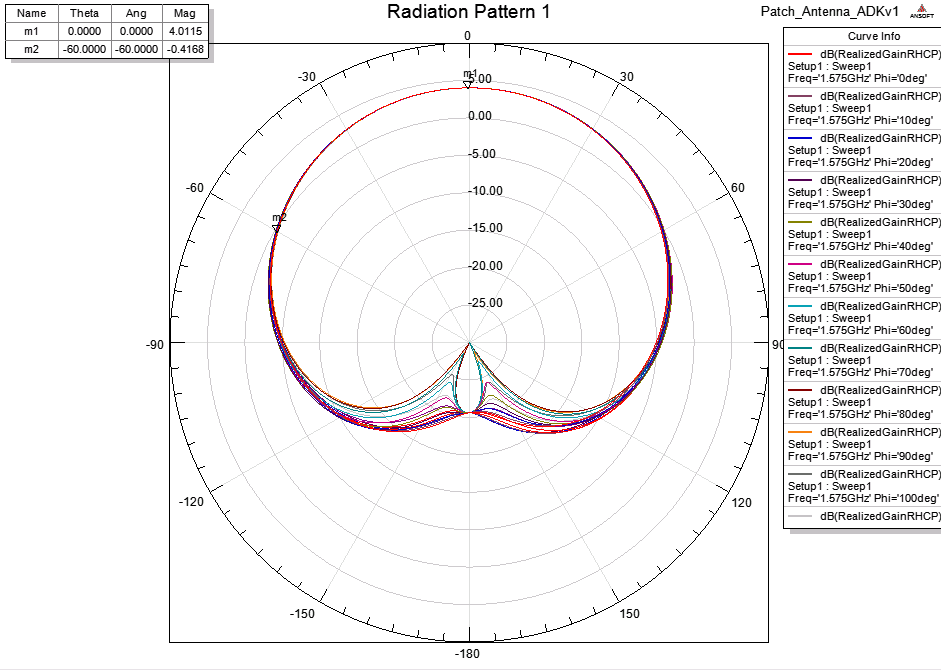 Radiation Pattern 1
Patch_Antenna_ADKv1
ANSOFT
Name Theta Ang Mag
m1 0.0000 0.0000 4.0115
m2 -60.0000 -60.0000 -0.4168
0
-30
30
-60
60
-90
90
-120
120
-150
150
-180
m1
m2
5.00
0.00
-5.00
-10.00
-15.00
-20.00
-25.00
Curve Info
dB(RealizedGainRHCP)
Setup1 : Sweep1
Freq='1.575GHz' Phi='0deg'
dB(RealizedGainRHCP)
Setup1 : Sweep1
Freq='1.575GHz' Phi='10deg'
dB(RealizedGainRHCP)
Setup1 : Sweep1
Freq='1.575GHz' Phi='20deg'
dB(RealizedGainRHCP)
Setup1 : Sweep1
Freq='1.575GHz' Phi='30deg'
dB(RealizedGainRHCP)
Setup1 : Sweep1
Freq='1.575GHz' Phi='40deg'
dB(RealizedGainRHCP)
Setup1 : Sweep1
Freq='1.575GHz' Phi='50deg'
dB(RealizedGainRHCP)
Setup1 : Sweep1
Freq='1.575GHz' Phi='60deg'
dB(RealizedGainRHCP)
Setup1 : Sweep1
Freq='1.575GHz' Phi='70deg'
dB(RealizedGainRHCP)
Setup1 : Sweep1
Freq='1.575GHz' Phi='80deg'
dB(RealizedGainRHCP)
Setup1 : Sweep1
Freq='1.575GHz' Phi='90deg'
dB(RealizedGainRHCP)
Setup1 : Sweep1
Freq='1.575GHz' Phi='100deg'
dB(RealizedGainRHCP)